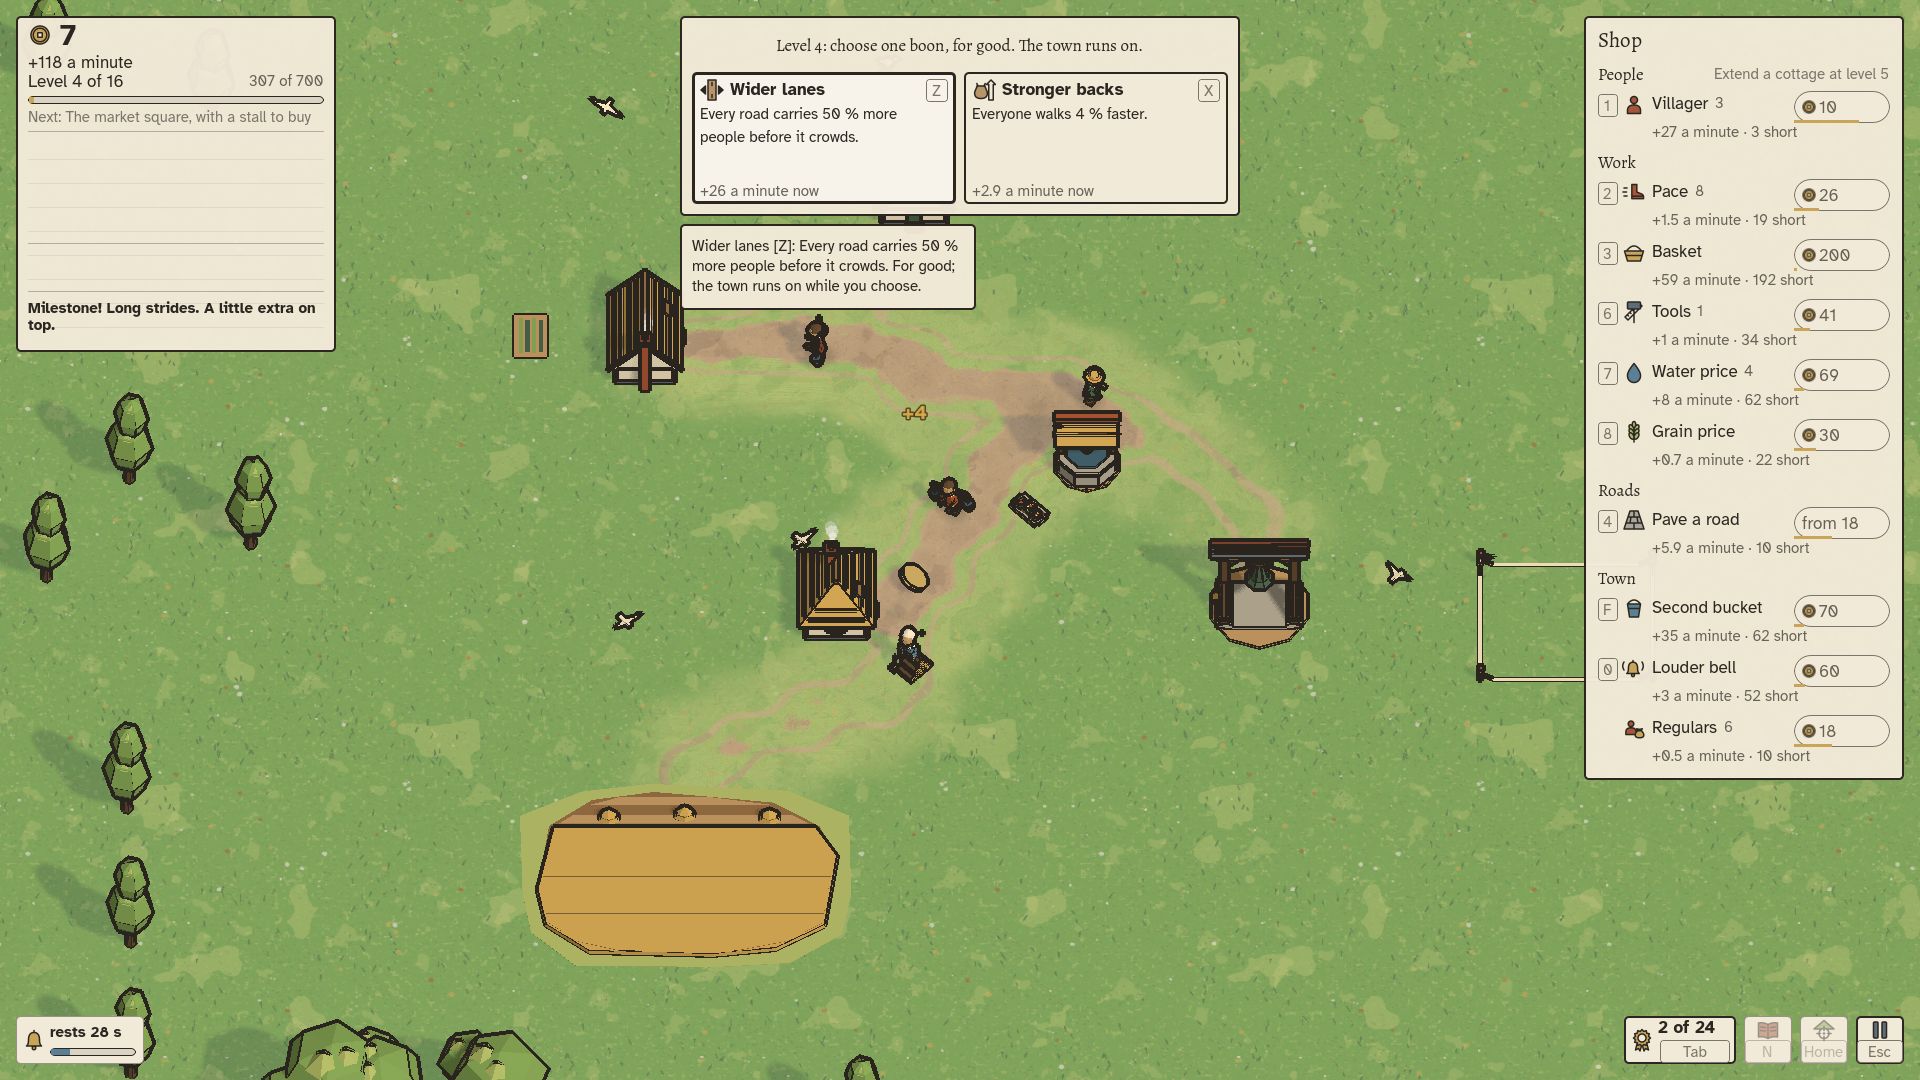 7
+118 a minute
Level 4 of 16
307 of 700
Next: The market square, with a stall to buy
Milestone! Long strides. A little extra on
top.
Level 4: choose one boon, for good. The town runs on.
Wider lanes
Z
Every road carries 50 % more
people before it crowds.
+26 a minute now
Stronger backs
X
Everyone walks 4 % faster.
+2.9 a minute now
Wider lanes [Z]: Every road carries 50 %
more people before it crowds. For good;
the town runs on while you choose.
+4
Shop
People
Extend a cottage at level 5
1
Villager 3
10
+27 a minute · 3 short
Work
2
Pace 8
26
+1.5 a minute · 19 short
3
Basket
200
+59 a minute · 192 short
6
Tools 1
41
+1 a minute · 34 short
7
Water price 4
69
+8 a minute · 62 short
8
Grain price
30
+0.7 a minute · 22 short
Roads
4
Pave a road
from 18
+5.9 a minute · 10 short
Town
F
Second bucket
70
+35 a minute · 62 short
0
Louder bell
60
+3 a minute · 52 short
Regulars 6
18
+0.5 a minute · 10 short
rests 28 s
2 of 24
Tab
N
Home
Esc